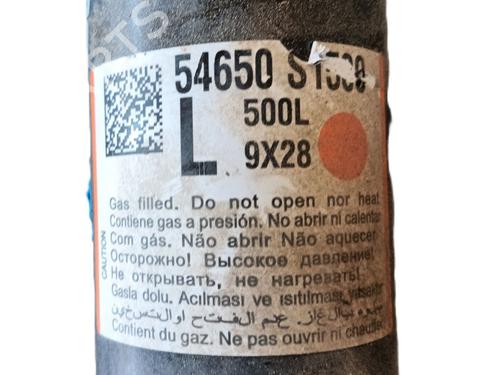 54650
L
500L
9X28
Gas filled. Do not open nor heat
Contiene gas a presión. No abrir ni calentar
Com gás. Não abrir Não aquecer
Осторожно! Высокое давление!
Не открывать, не нагревать!
Gasla dolu. Acılması ve ısıtılması yasaktır
Contient du gaz. Ne pas ouvrir ni chauffer
CAUTION